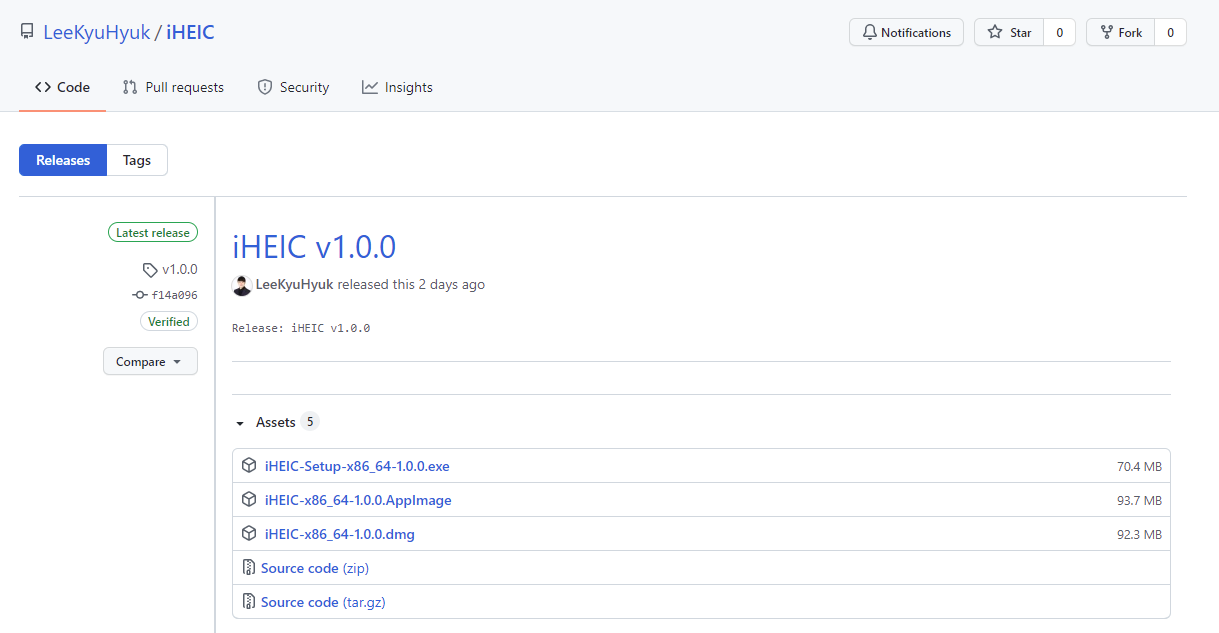 LeeKyuHyuk / iHEIC
Notifications
Star 0
Fork 0
Code
Pull requests
Security
Insights
Releases
Tags
Latest release
v1.0.0
f14a096
Verified
Compare
iHEIC v1.0.0
LeeKyuHyuk released this 2 days ago
Release: iHEIC v1.0.0
Assets 5
iHEIC-Setup-x86_64-1.0.0.exe 70.4 MB
iHEIC-x86_64-1.0.0.AppImage 93.7 MB
iHEIC-x86_64-1.0.0.dmg 92.3 MB
Source code (zip)
Source code (tar.gz)